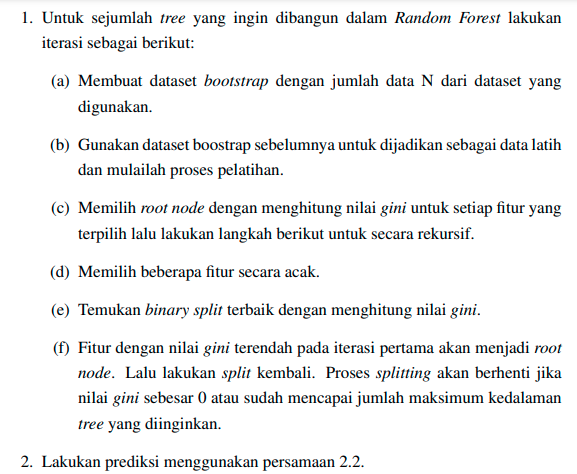 1. Untuk sejumlah tree yang ingin dibangun dalam Random Forest lakukan
iterasi sebagai berikut:
(a) Membuat dataset bootstrap dengan jumlah data N dari dataset yang
digunakan.
(b) Gunakan dataset boostrap sebelumnya untuk dijadikan sebagai data latih
dan mulailah proses pelatihan.
(c) Memilih root node dengan menghitung nilai gini untuk setiap fitur yang
terpilih lalu lakukan langkah berikut untuk secara rekursif.
(d) Memilih beberapa fitur secara acak.
(e) Temukan binary split terbaik dengan menghitung nilai gini.
(f) Fitur dengan nilai gini terendah pada iterasi pertama akan menjadi root
node. Lalu lakukan split kembali. Proses splitting akan berhenti jika
nilai gini sebesar 0 atau sudah mencapai jumlah maksimum kedalaman
tree yang diinginkan.
2. Lakukan prediksi menggunakan persamaan 2.2.